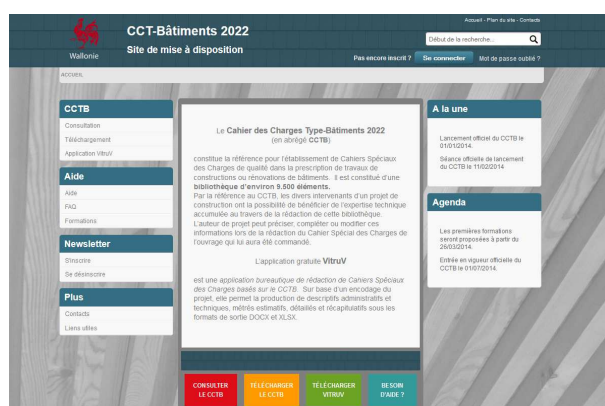 Accueil - Plan du site - Contacts
CCT-Bâtiments 2022
Site de mise à disposition
Wallonie
Début de la recherche...
Pas encore inscrit ?
Se connecter
Mot de passe oublié ?
ACCUEIL
CCTB
Consultation
Téléchargement
Application VitruV
Aide
Aide
FAQ
Formations
Newsletter
S'inscrire
Se désinscrire
Plus
Contacts
Liens utiles
Le Cahier des Charges Type-Bâtiments 2022
(en abrégé CCTB)
constitue la référence pour l'établissement de Cahiers Spéciaux
des Charges de qualité dans la prescription de travaux de
constructions ou rénovations de bâtiments. Il est constitué d'une
bibliothèque d'environ 9.500 éléments.
Par la référence au CCTB, les divers intervenants d'un projet de
construction ont la possibilité de bénéficier de l'expertise technique
accumulée au travers de la rédaction de cette bibliothèque.
L'auteur de projet peut préciser, compléter ou modifier ces
informations lors de la rédaction du Cahier Spécial des Charges de
l'ouvrage qui lui aura été commandé.
L'application gratuite VitruV
est une application bureautique de rédaction de Cahiers Spéciaux
des Charges basés sur le CCTB. Sur base d'un encodage du
projet, elle permet la production de descriptifs administratifs et
techniques, métrés estimatifs, détaillés et récapitulatifs sous les
formats de sortie DOCX et XLSX.
A la une
Lancement officiel du CCTB le
01/01/2014.
Séance officielle de lancement
du CCTB le 11/02/2014
Agenda
Les premières formations
seront proposées à partir du
26/03/2014.
Entrée en vigueur officielle du
CCTB le 01/07/2014.
CONSULTER
LE CCTB
TÉLÉCHARGER
LE CCTB
TÉLÉCHARGER
VITRUV
BESOIN
D'AIDE ?